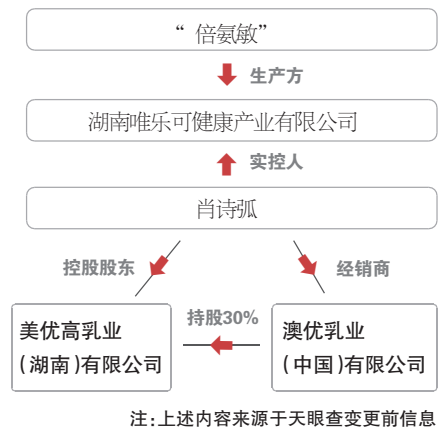 “倍氨敏”
生产方
湖南唯乐可健康产业有限公司
实控人
肖诗弧
控股股东
经销商
美优高乳业
(湖南)有限公司
持股30%
澳优乳业
(中国)有限公司
注:上述内容来源于天眼查变更前信息